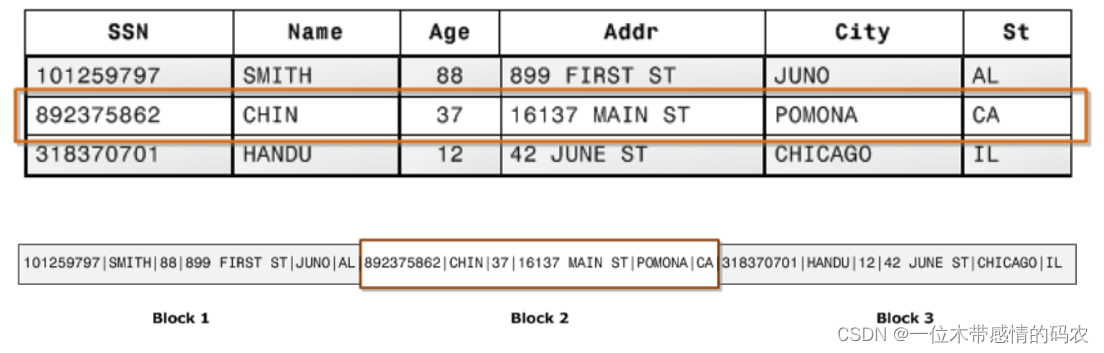 SSN Name Age Addr City St
101259797 SMITH 88 899 FIRST ST JUNO AL
892375862 CHIN 37 16137 MAIN ST POMONA CA
318370701 HANDU 12 42 JUNE ST CHICAGO IL
101259797|SMITH|88|899 FIRST ST|JUNO|AL|892375862|CHIN|37|16137 MAIN ST|POMONA|CA|318370701|HANDU|12|42 JUNE ST|CHICAGO|IL
Block 1 Block 2 Block 3
CSDN @一位木带感情的码农